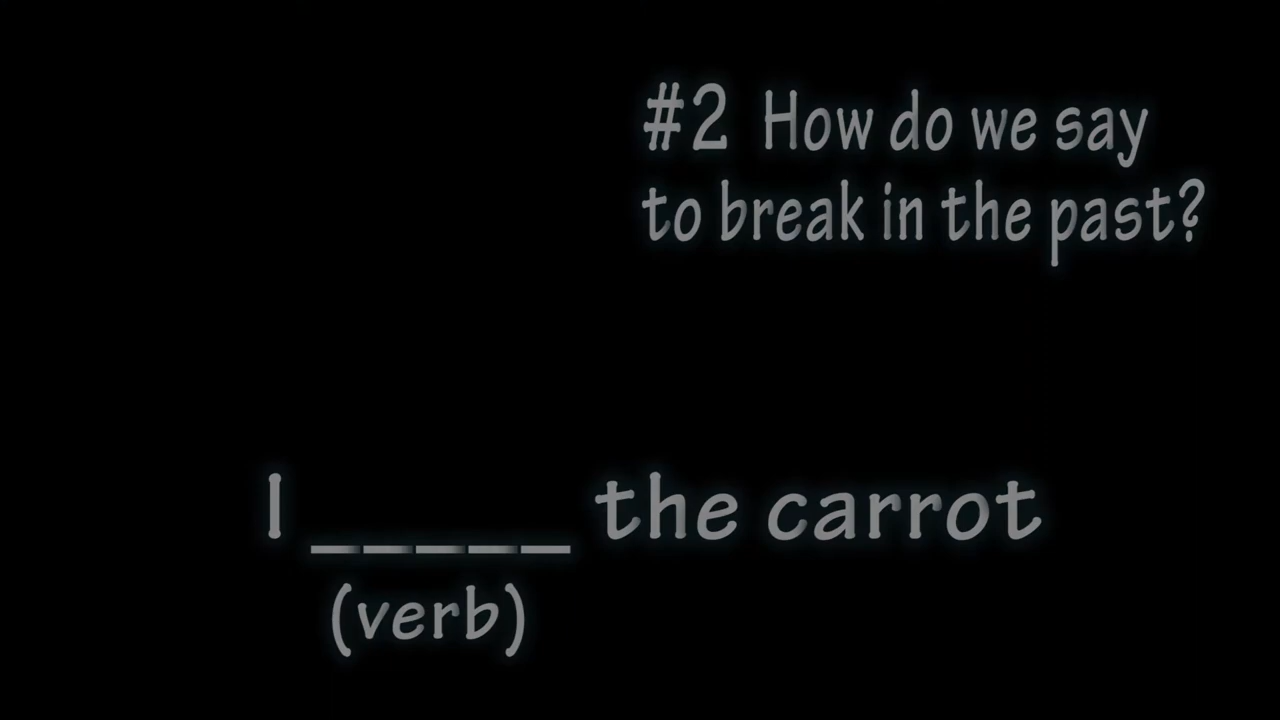 #2 How do we say
to break in the past?
I _____ the carrot
(verb)